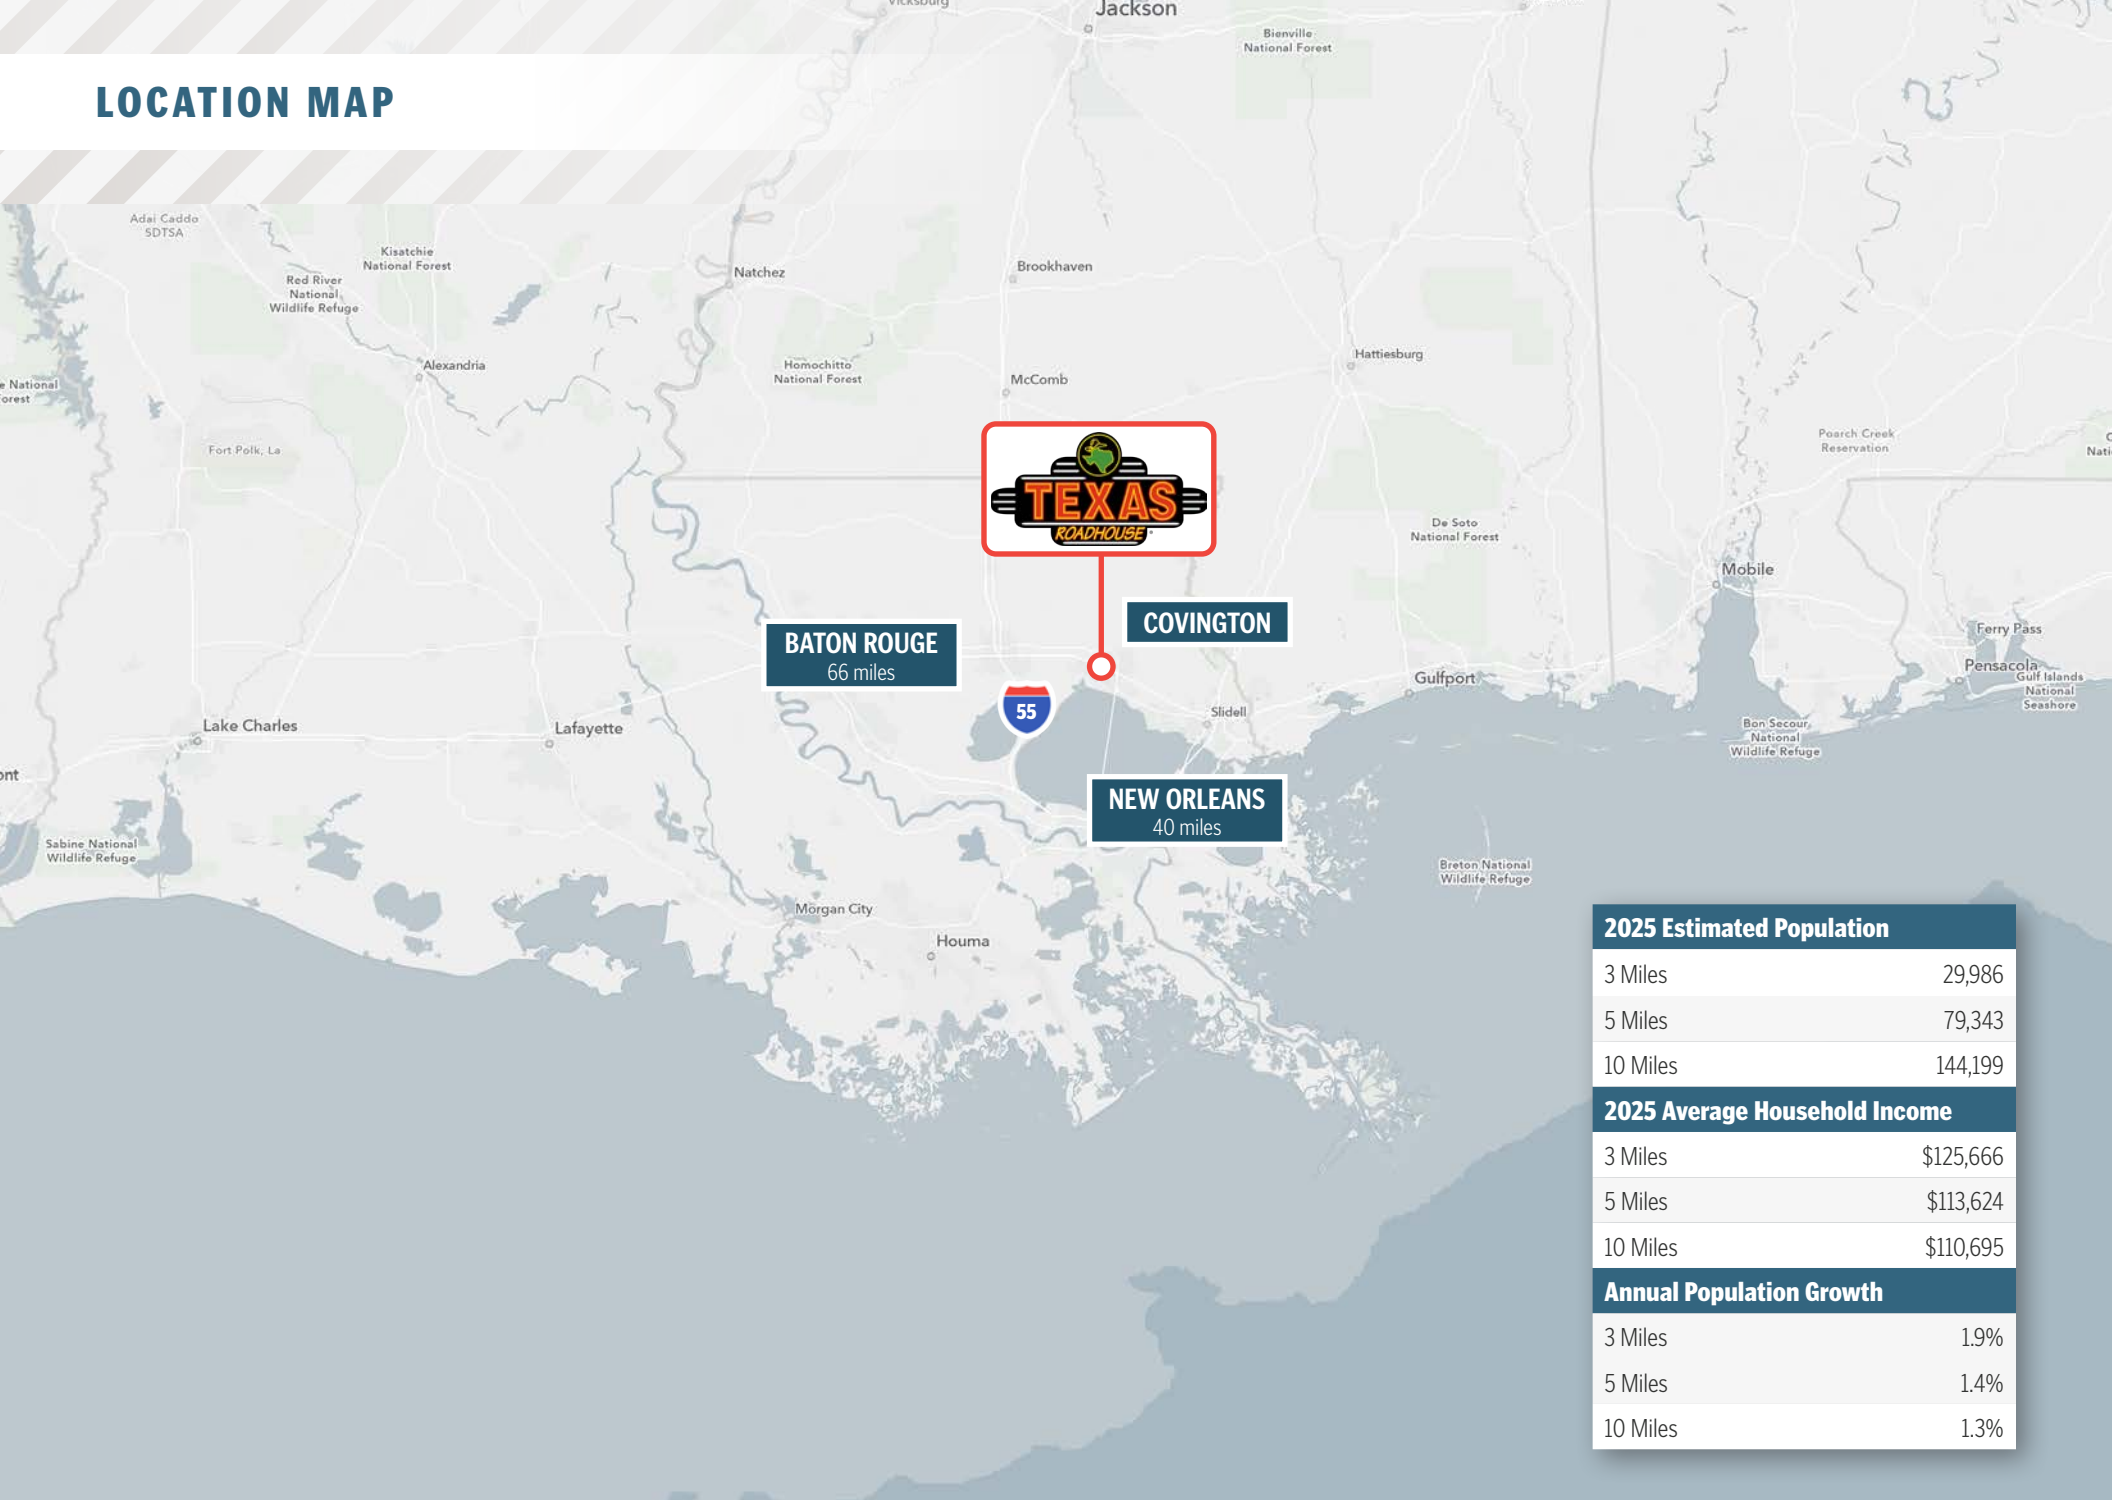 Vicksburg
Jackson
Bienville
National Forest
LOCATION MAP
Adai Caddo
SDTSA
Kisatchie
National Forest
Red River
National
Wildlife Refuge
Natchez
Brookhaven
Alexandria
Homochitto
National Forest
McComb
Hattiesburg
e National
orest
Fort Polk, La
Poarch Creek
Reservation
Nati
TEXAS
ROADHOUSE
De Soto
National Forest
Mobile
COVINGTON
BATON ROUGE
66 miles
Ferry Pass
Pensacola
Gulf Islands
National
Seashore
Gulfport
55
Slidell
Lake Charles
Lafayette
Bon Secour
National
Wildlife Refuge
ont
NEW ORLEANS
40 miles
Sabine National
Wildlife Refuge
Breton National
Wildlife Refuge
Morgan City
Houma
2025 Estimated Population
3 Miles 29,986
5 Miles 79,343
10 Miles 144,199
2025 Average Household Income
3 Miles $125,666
5 Miles $113,624
10 Miles $110,695
Annual Population Growth
3 Miles 1.9%
5 Miles 1.4%
10 Miles 1.3%